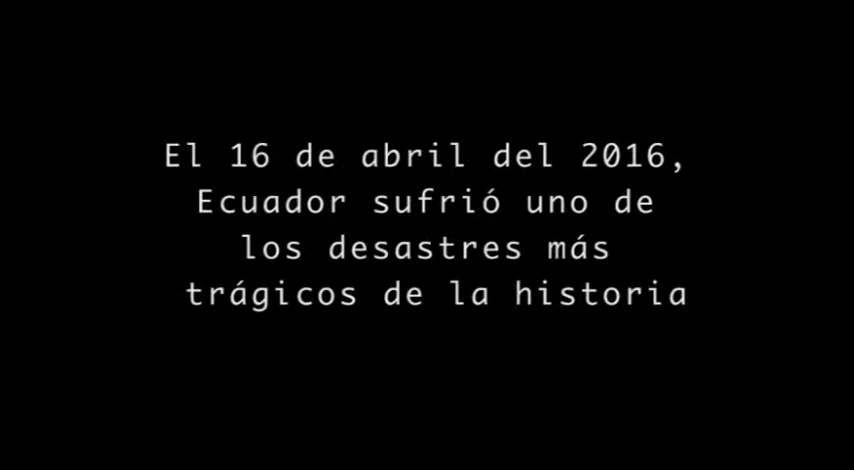 El 16 de abril del 2016,
Ecuador sufrió uno de
los desastres más
trágicos de la historia